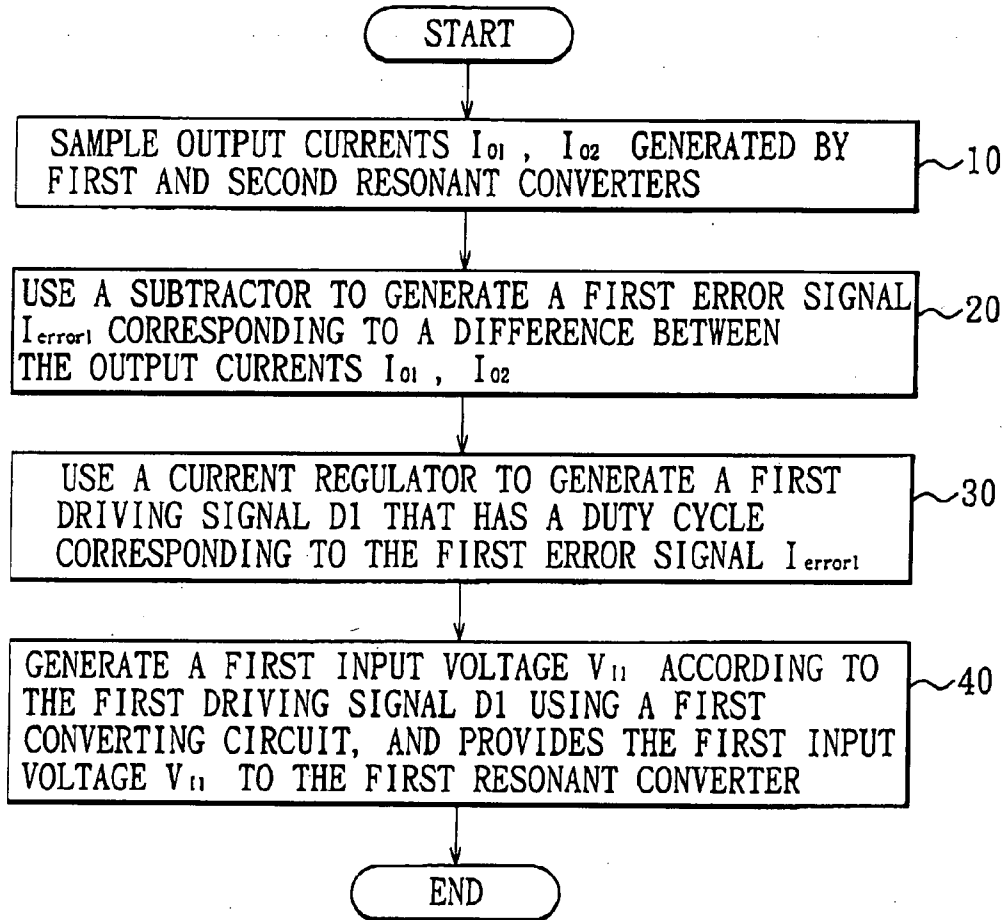 START
SAMPLE OUTPUT CURRENTS I01 , I02 GENERATED BY
FIRST AND SECOND RESONANT CONVERTERS
10
USE A SUBTRACTOR TO GENERATE A FIRST ERROR SIGNAL
Ierror1 CORRESPONDING TO A DIFFERENCE BETWEEN
THE OUTPUT CURRENTS I01 , I02
20
USE A CURRENT REGULATOR TO GENERATE A FIRST
DRIVING SIGNAL D1 THAT HAS A DUTY CYCLE
CORRESPONDING TO THE FIRST ERROR SIGNAL Ierror1
30
GENERATE A FIRST INPUT VOLTAGE VI1 ACCORDING TO
THE FIRST DRIVING SIGNAL D1 USING A FIRST
CONVERTING CIRCUIT, AND PROVIDES THE FIRST INPUT
VOLTAGE VI1 TO THE FIRST RESONANT CONVERTER
40
END